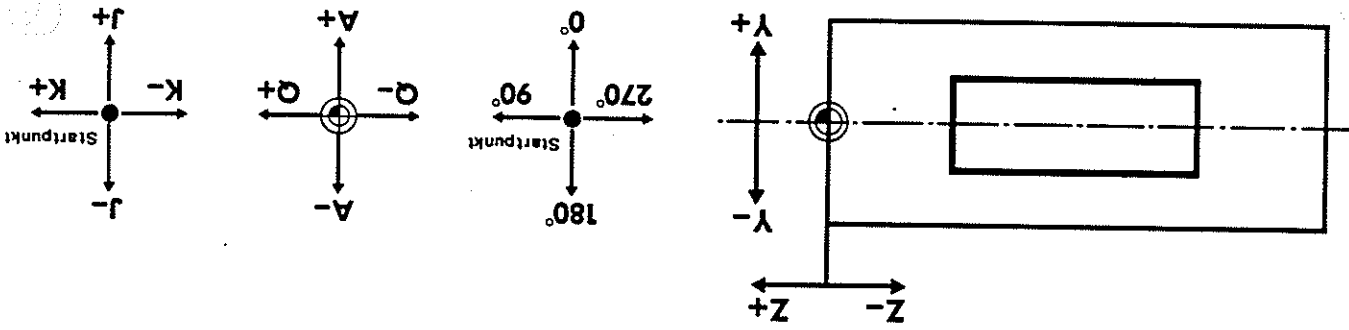 Z− Z+
Y−
Y+
180°
Startpunkt
270° 90°
0°
A−
Q− Q+
A+
J−
Startpunkt
K− K+
J+